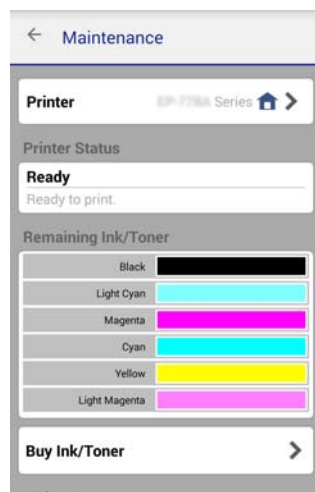 Maintenance
Printer Series
Printer Status
Ready
Ready to print.
Remaining Ink/Toner
Black
Light Cyan
Magenta
Cyan
Yellow
Light Magenta
Buy Ink/Toner